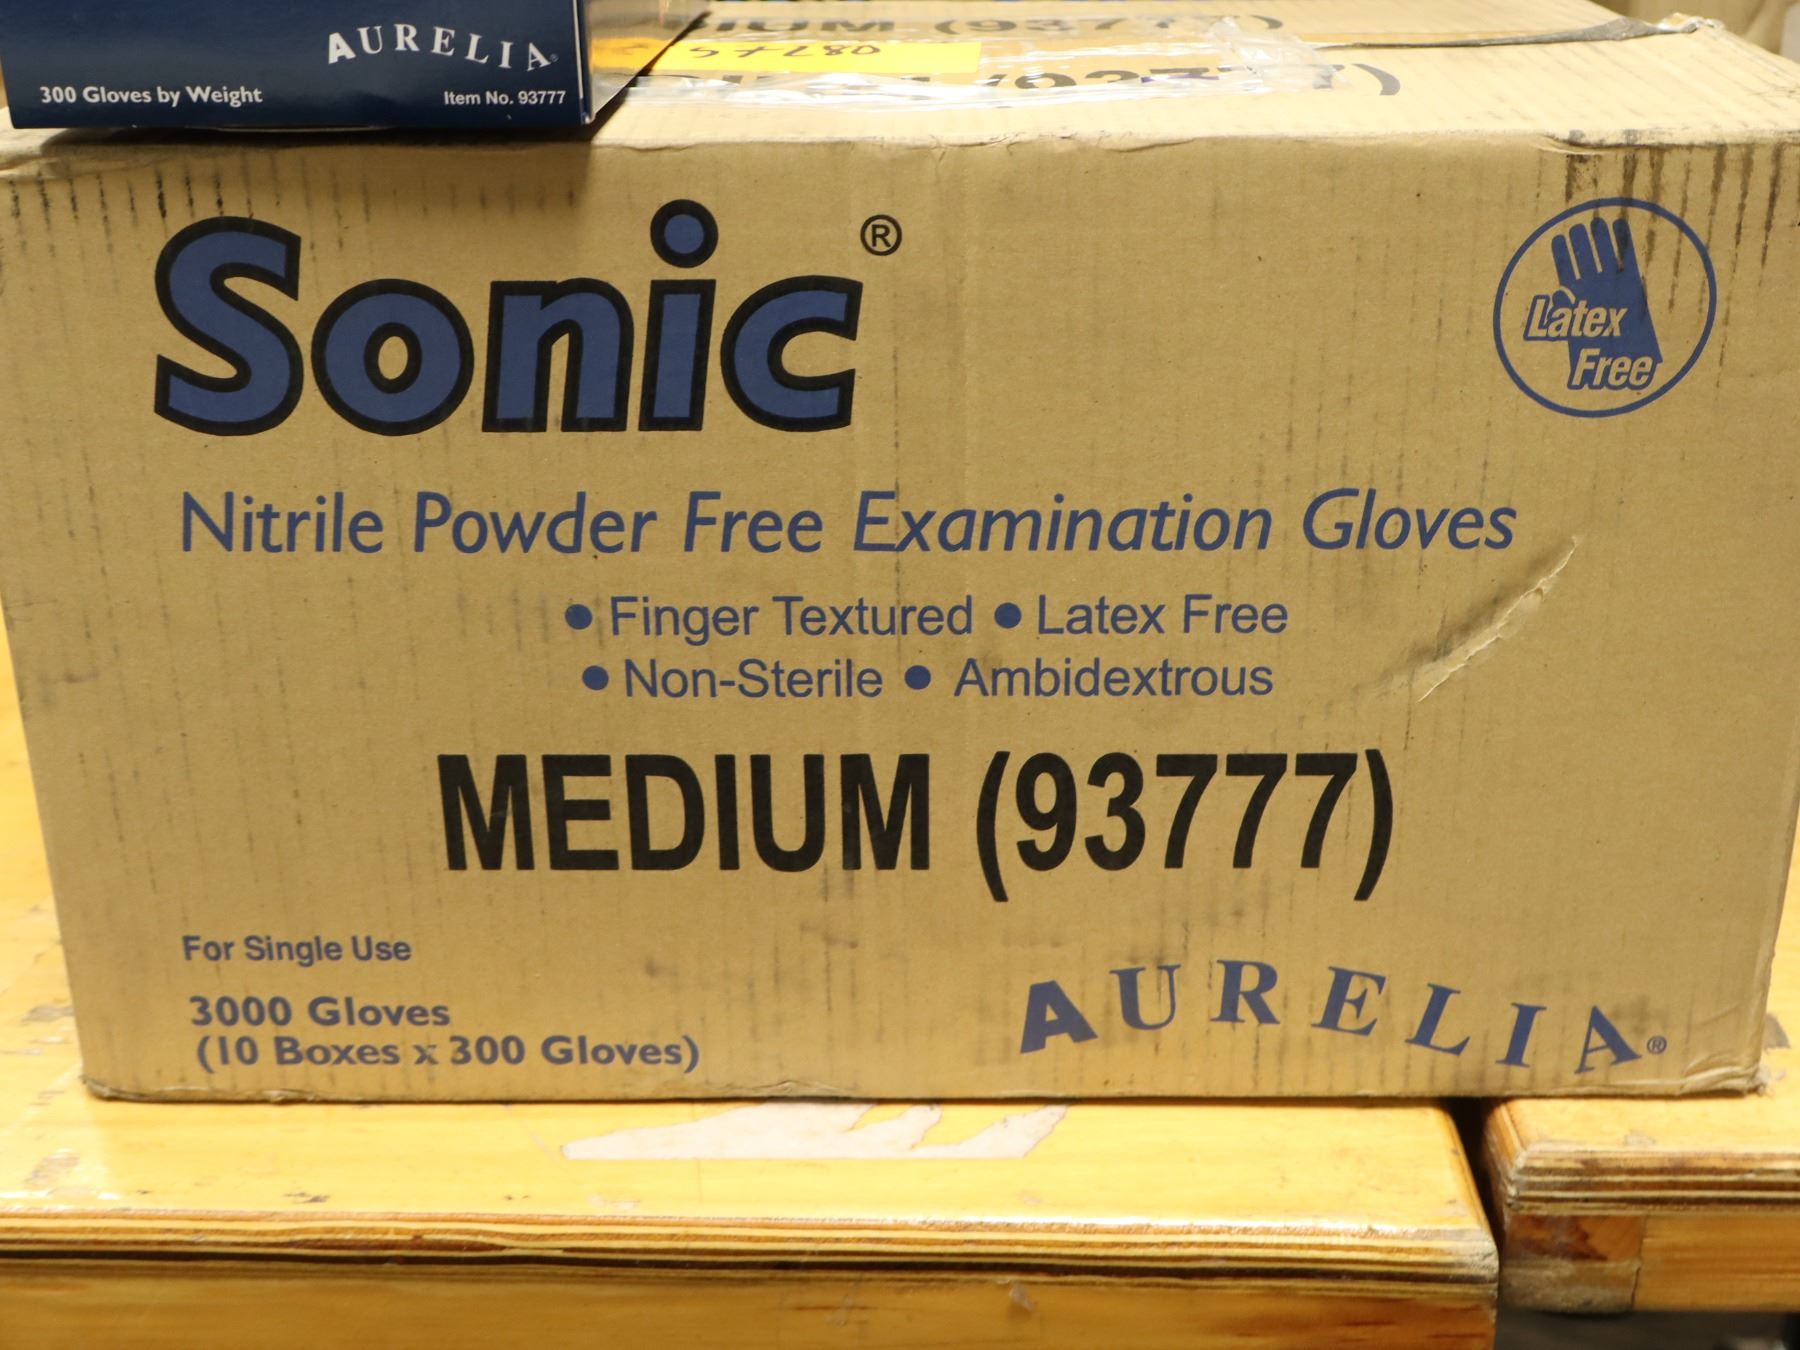 AURELIA®
300 Gloves by Weight
Item No. 93777
Sonic®
Latex
Free
Nitrile Powder Free Examination Gloves
• Finger Textured • Latex Free
• Non-Sterile • Ambidextrous
MEDIUM (93777)
For Single Use
3000 Gloves
(10 Boxes x 300 Gloves)
AURELIA®